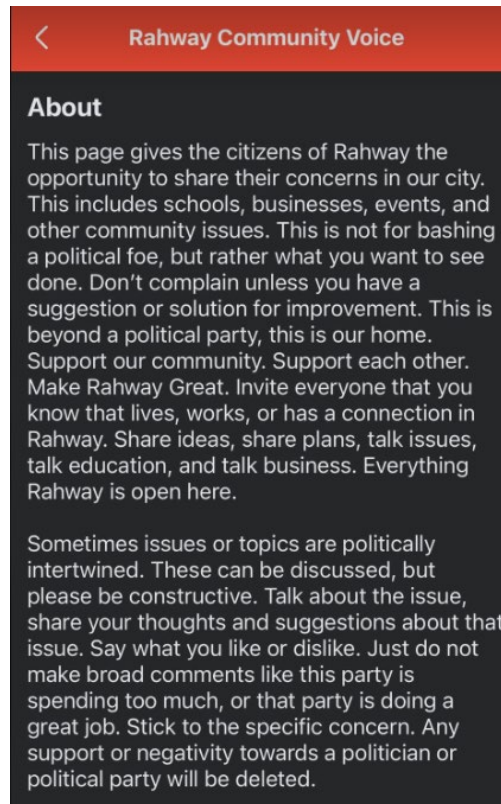 Rahway Community Voice
About
This page gives the citizens of Rahway the
opportunity to share their concerns in our city.
This includes schools, businesses, events, and
other community issues. This is not for bashing
a political foe, but rather what you want to see
done. Don’t complain unless you have a
suggestion or solution for improvement. This is
beyond a political party, this is our home.
Support our community. Support each other.
Make Rahway Great. Invite everyone that you
know that lives, works, or has a connection in
Rahway. Share ideas, share plans, talk issues,
talk education, and talk business. Everything
Rahway is open here.
Sometimes issues or topics are politically
intertwined. These can be discussed, but
please be constructive. Talk about the issue,
share your thoughts and suggestions about that
issue. Say what you like or dislike. Just do not
make broad comments like this party is
spending too much, or that party is doing a
great job. Stick to the specific concern. Any
support or negativity towards a politician or
political party will be deleted.